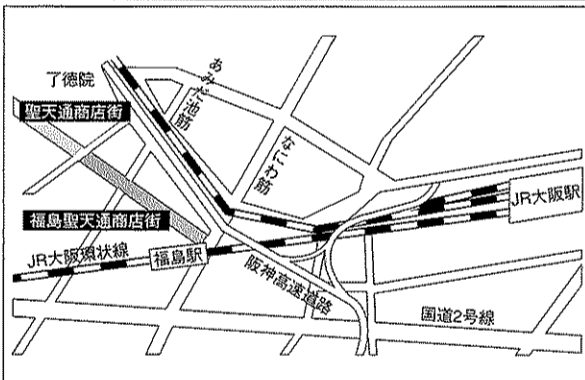 了徳院
聖天通商店街
あみだ池筋
なにわ筋
福島聖天通商店街
JR大阪環状線
福島駅
阪神高速道路
JR大阪駅
国道2号線